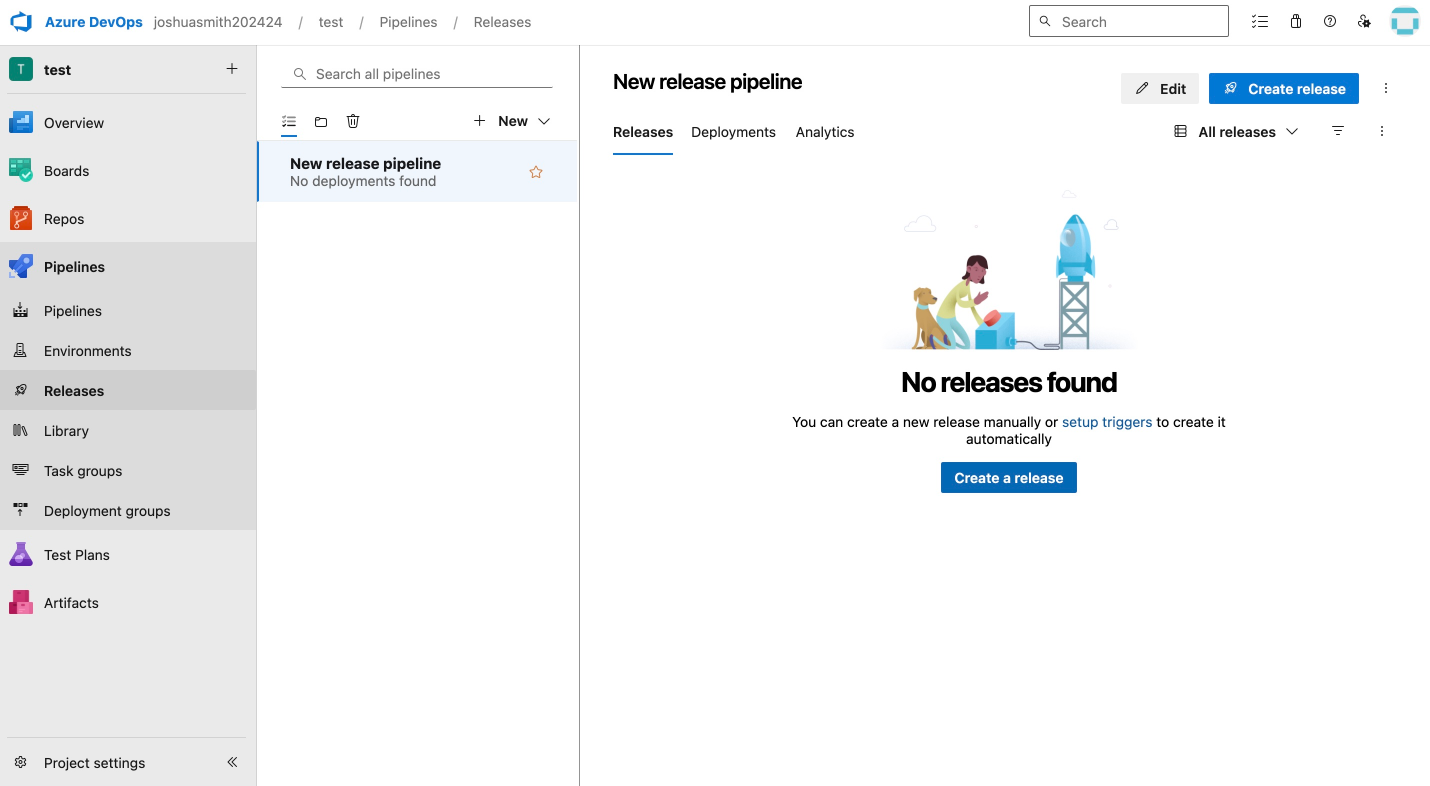 Azure DevOps joshuasmith202424 / test / Pipelines / Releases
Search
T test
Overview
Boards
Repos
Pipelines
Pipelines
Environments
Releases
Library
Task groups
Deployment groups
Test Plans
Artifacts
Project settings
Search all pipelines
New
New release pipeline
No deployments found
New release pipeline
Edit
Create release
Releases Deployments Analytics
All releases
No releases found
You can create a new release manually or setup triggers to create it
automatically
Create a release